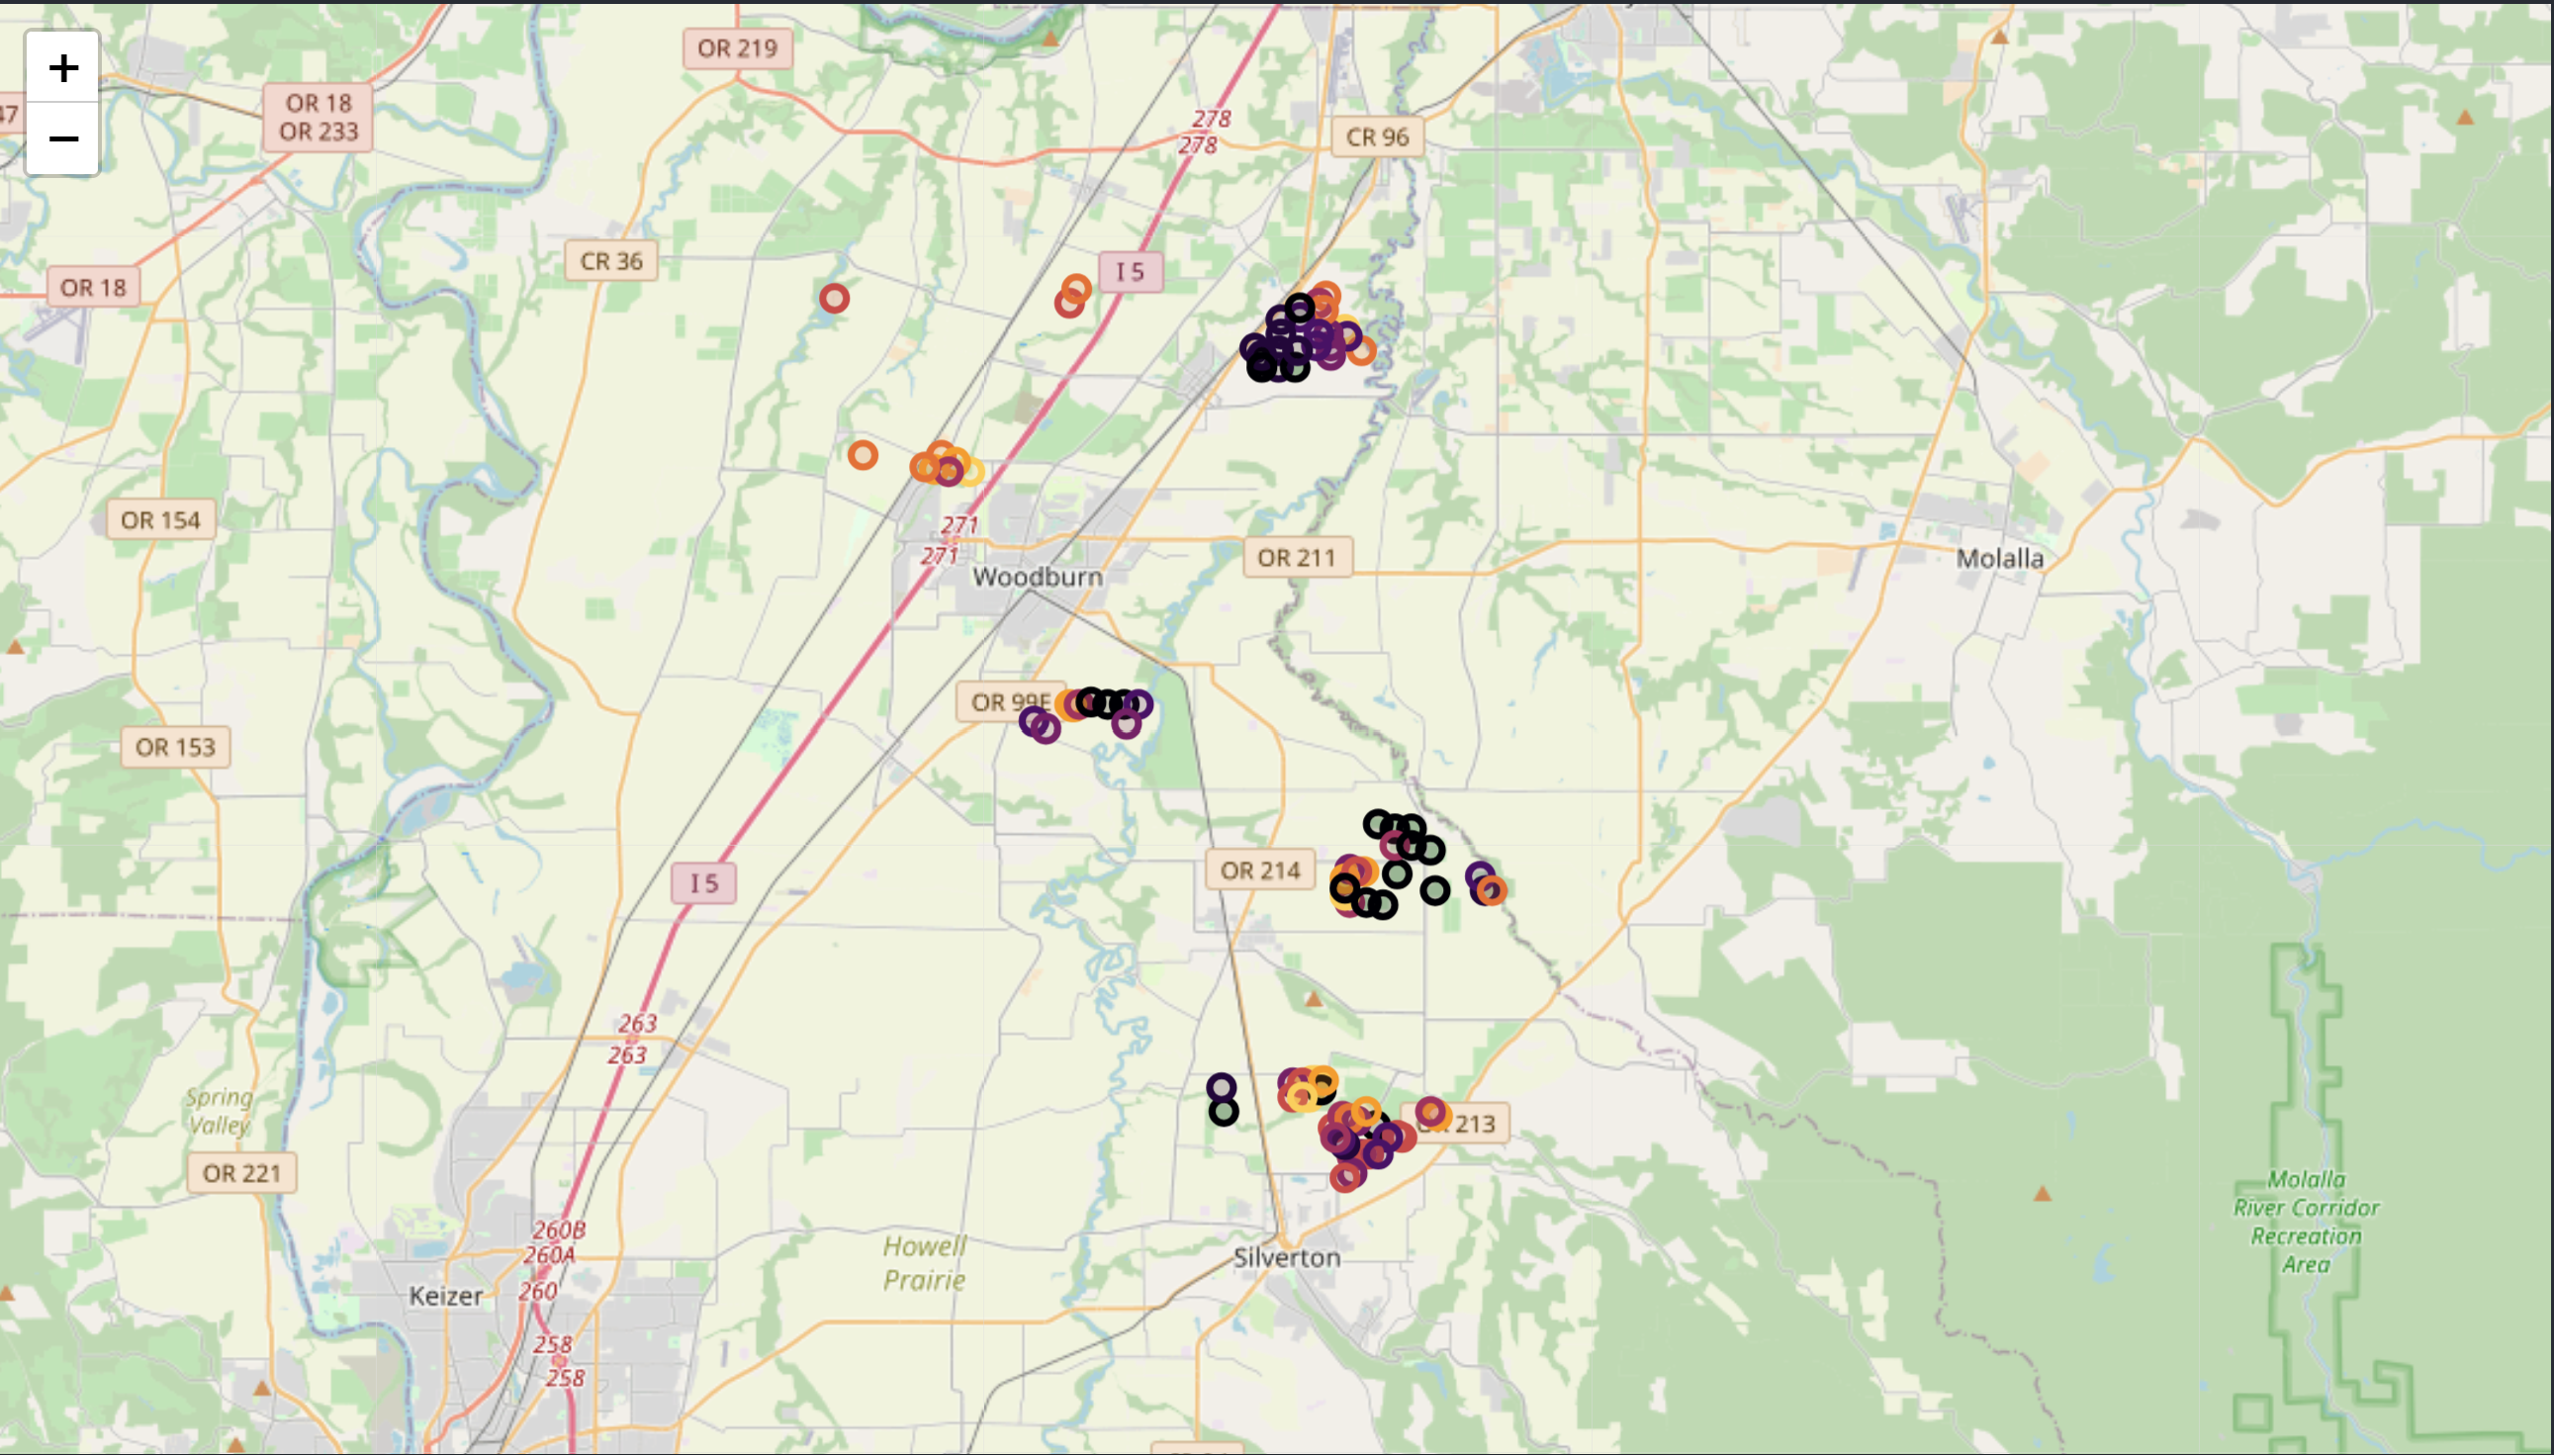 OR 219
+
OR 18
OR 233
47
278
278
CR 96
−
CR 36
I 5
OR 18
OR 154
271
271
OR 211
Woodburn
Molalla
OR 99E
OR 153
OR 214
I 5
263
263
Spring
Valley
213
OR 221
Molalla
River Corridor
Recreation
Area
260B
260A
260
Howell
Prairie
Silverton
Keizer
258
258